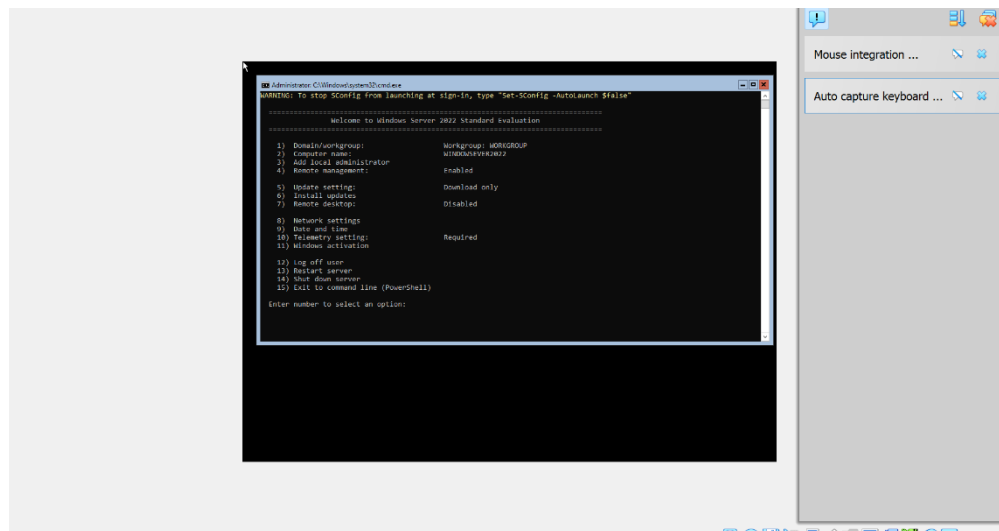 Mouse integration ...
Auto capture keyboard ...
Administrator: C:\Windows\system32\cmd.exe
WARNING: To stop SConfig from launching at sign-in, type "Set-SConfig -AutoLaunch $false"
================================================================================
Welcome to Windows Server 2022 Standard Evaluation
================================================================================
1) Domain/workgroup: Workgroup: WORKGROUP
2) Computer name: WINDOWSEVER2022
3) Add local administrator
4) Remote management: Enabled
5) Update setting: Download only
6) Install updates
7) Remote desktop: Disabled
8) Network settings
9) Date and time
10) Telemetry setting: Required
11) Windows activation
12) Log off user
13) Restart server
14) Shut down server
15) Exit to command line (PowerShell)
Enter number to select an option: